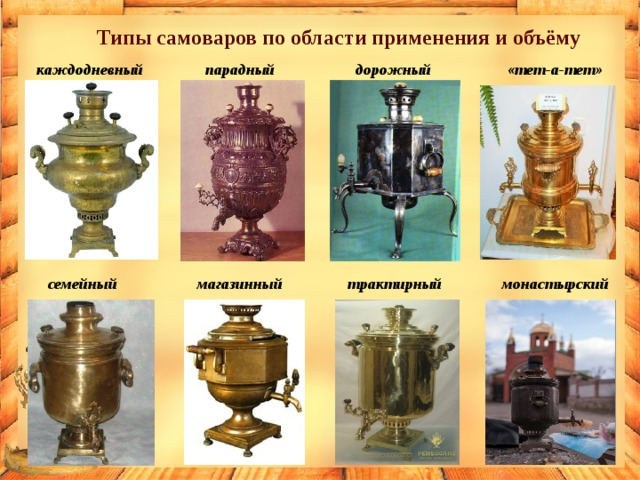 Типы самоваров по области применения и объёму
каждодневный парадный дорожный «тет-а-тет»
семейный магазинный трактирный монастырский